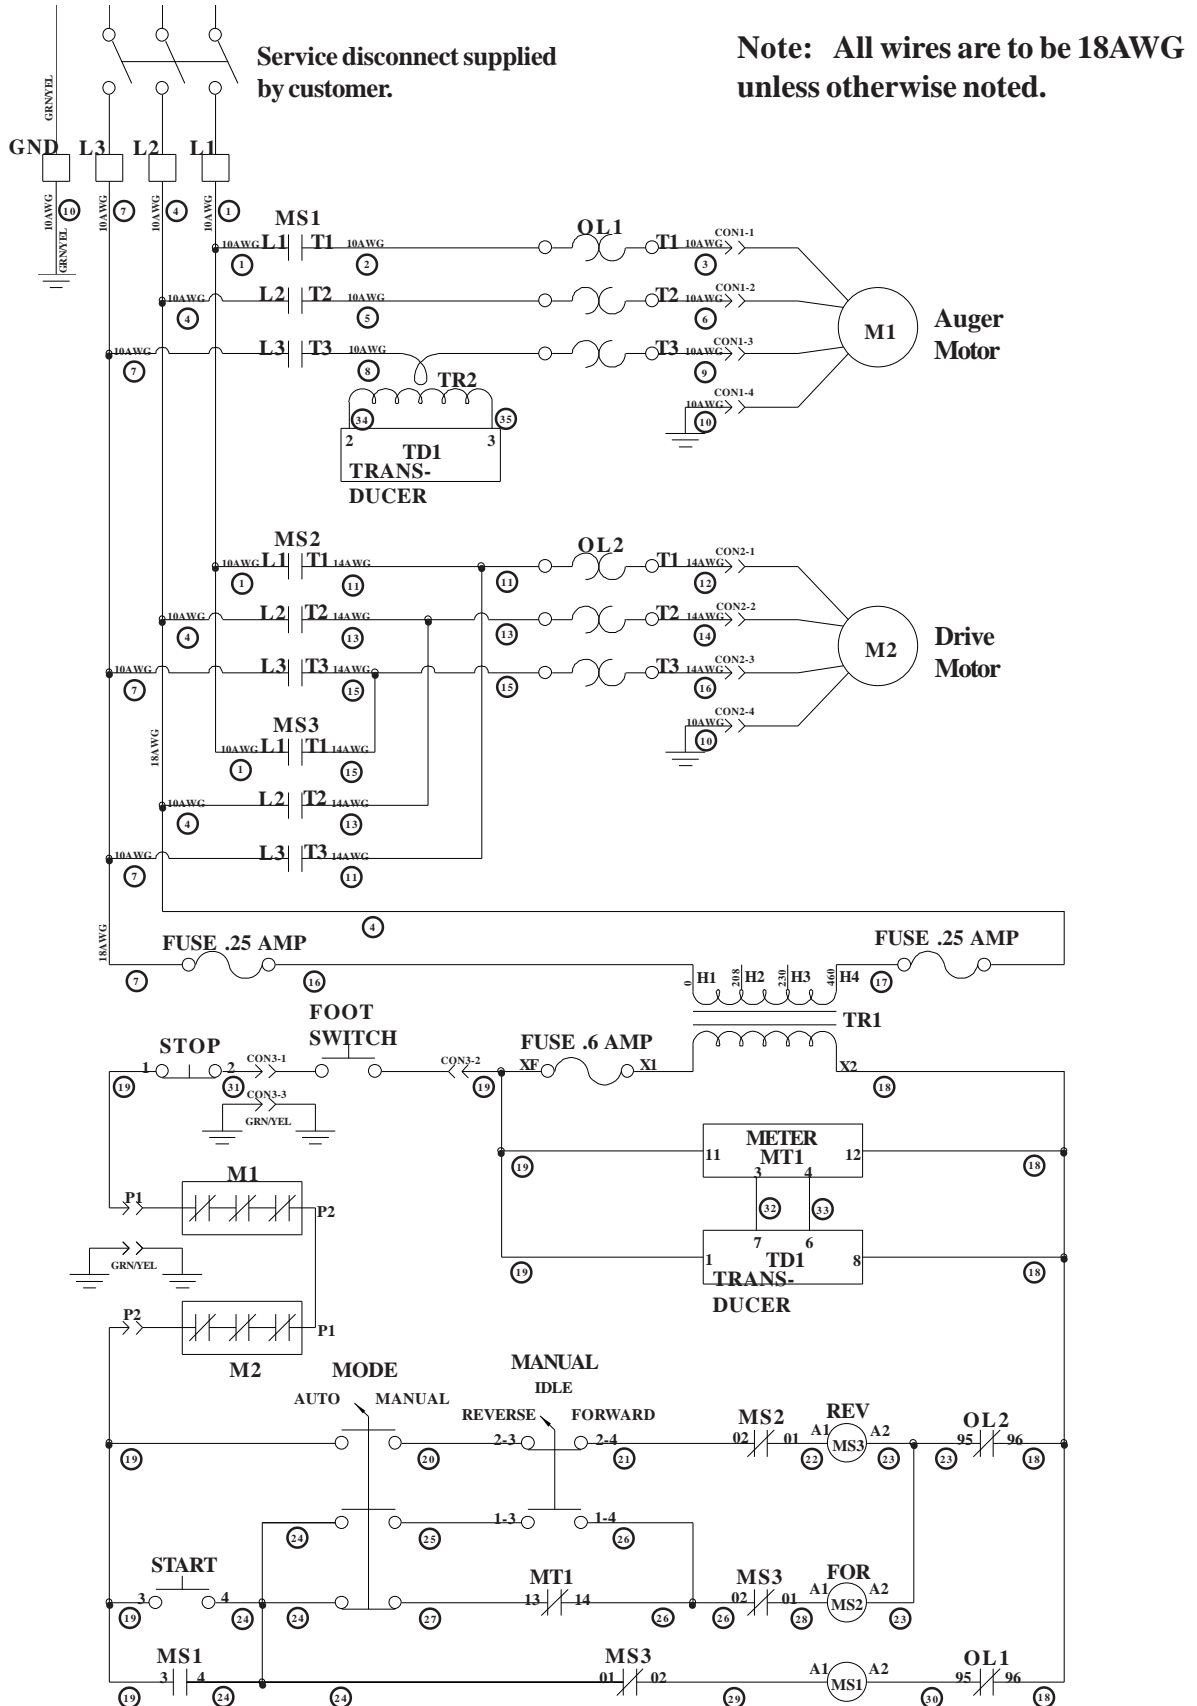 Service disconnect supplied
by customer.
Note: All wires are to be 18AWG
unless otherwise noted.
GRN/YEL
GND L3 L2 L1
10AWG 10 10AWG 7 10AWG 4 10AWG 1
GRN/YEL
MS1 OL1
10AWG L1 T1 10AWG T1 10AWG CON1-1
1 2 3
10AWG L2 T2 10AWG T2 10AWG CON1-2
4 5 6
10AWG L3 T3 10AWG T3 10AWG CON1-3
7 8 9
M1
Auger
Motor
TR2
10AWG CON1-4
34 35 10
2 3
TD1
TRANS-
DUCER
MS2 OL2
10AWG L1 T1 14AWG T1 14AWG CON2-1
1 11 11 12
10AWG L2 T2 14AWG T2 14AWG CON2-2
4 13 13 14
10AWG L3 T3 14AWG T3 14AWG CON2-3
7 15 15 16
M2
Drive
Motor
10AWG CON2-4
10
MS3
18AWG
10AWG L1 T1 14AWG
1 15
10AWG L2 T2 14AWG
4 13
10AWG L3 T3 14AWG
7 11
4
18AWG
FUSE .25 AMP FUSE .25 AMP
7 16 17
0 H1 208 H2 230 H3 460 H4
TR1
FOOT
SWITCH
STOP FUSE .6 AMP
1 2 CON3-1 CON3-2 XF X1 X2
19 31 19 18
CON3-3
GRN/YEL
METER
MT1
11 12
3 4
19 18
32 33
7 6
1 TD1 8
TRANS-
DUCER
19 18
M1
P1 P2
GRN/YEL
P2 P1
M2
MODE
AUTO MANUAL
MANUAL
IDLE
REVERSE FORWARD
MS2 REV OL2
2-3 2-4 02 01 A1 MS3 A2 95 96
19 20 21 22 23 23 18
1-3 1-4
24 25 26
START MT1 MS3 FOR
3 4 13 14 02 01 A1 MS2 A2
19 24 24 27 26 26 28 23
MS1 MS3 OL1
3 4 01 02 A1 MS1 A2 95 96
19 24 24 29 30 18